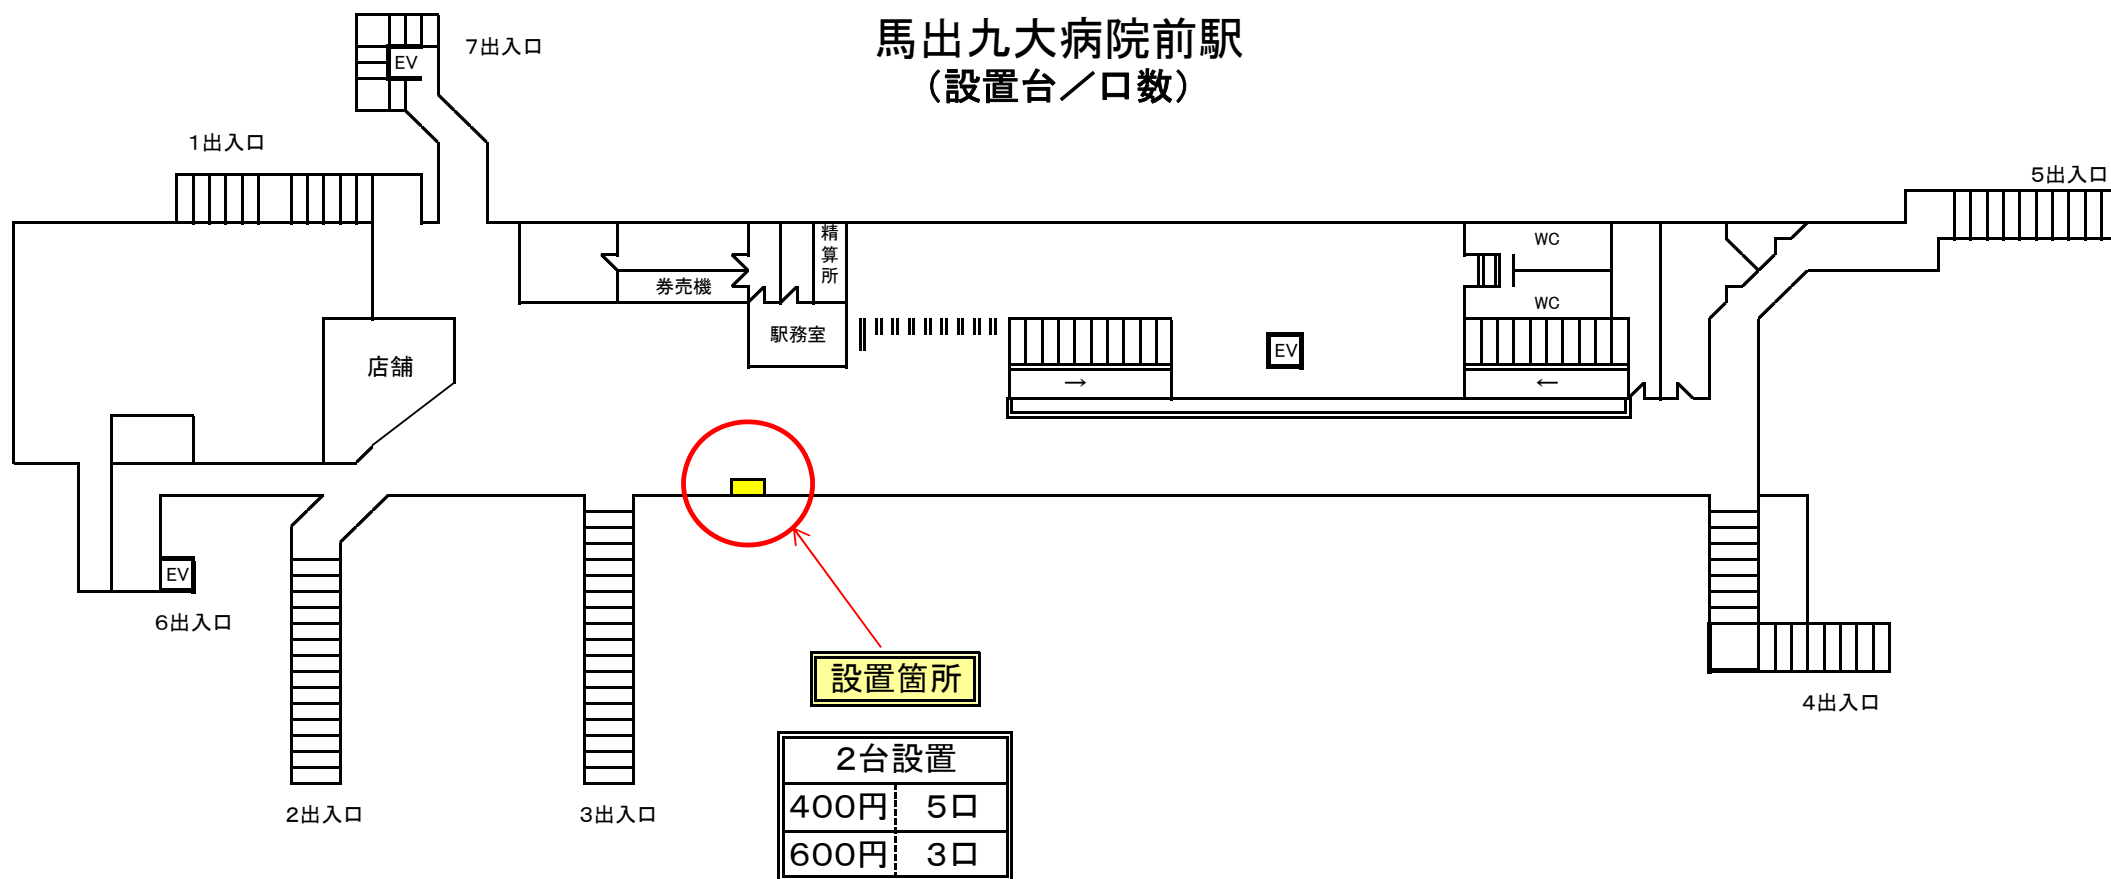 馬出九大病院前駅
（設置台／口数）
7出入口
EV
1出入口
5出入口
精算所
WC
券売機
WC
駅務室
EV
店舗
→
←
EV
6出入口
設置箇所
4出入口
2台設置
400円 5口
600円 3口
2出入口
3出入口